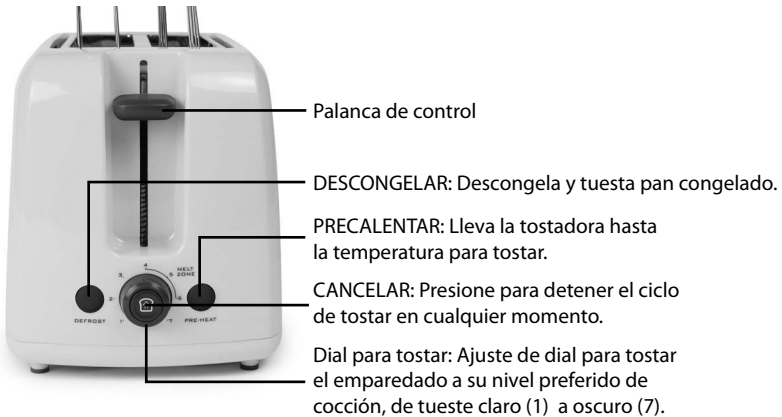 Palanca de control
DESCONGELAR: Descongela y tuesta pan congelado.
PRECALENTAR: Lleva la tostadora hasta
la temperatura para tostar.
CANCELAR: Presione para detener el ciclo
de tostar en cualquier momento.
Dial para tostar: Ajuste de dial para tostar
el emparedado a su nivel preferido de
cocción, de tueste claro (1) a oscuro (7).
4
3
5
MELT
ZONE
2
6
DEFROST
1
7
PRE-HEAT